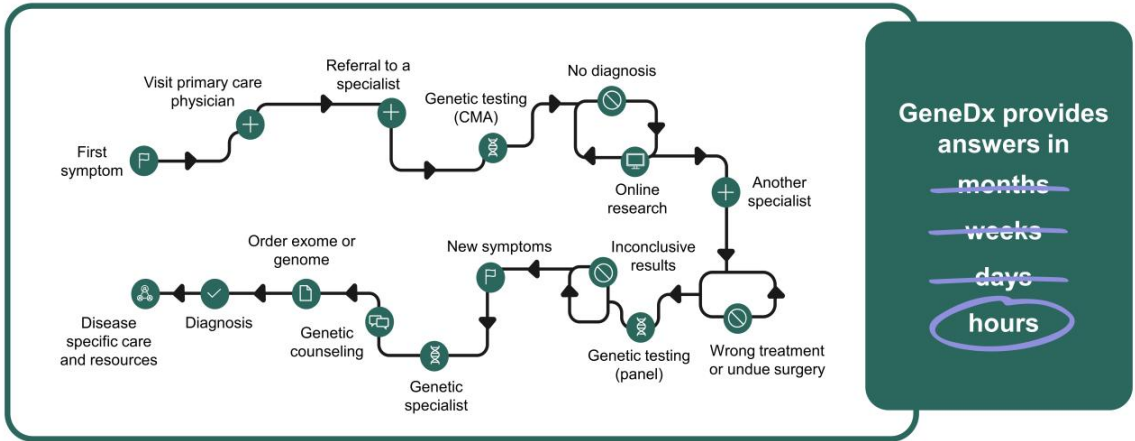 First
symptom
Visit primary care
physician
Referral to a
specialist
Genetic testing
(CMA)
No diagnosis
Online
research
Another
specialist
Wrong treatment
or undue surgery
Genetic testing
(panel)
Inconclusive
results
New symptoms
Genetic
specialist
Genetic
counseling
Order exome or
genome
Diagnosis
Disease
specific care
and resources
GeneDx provides
answers in
months
weeks
days
hours